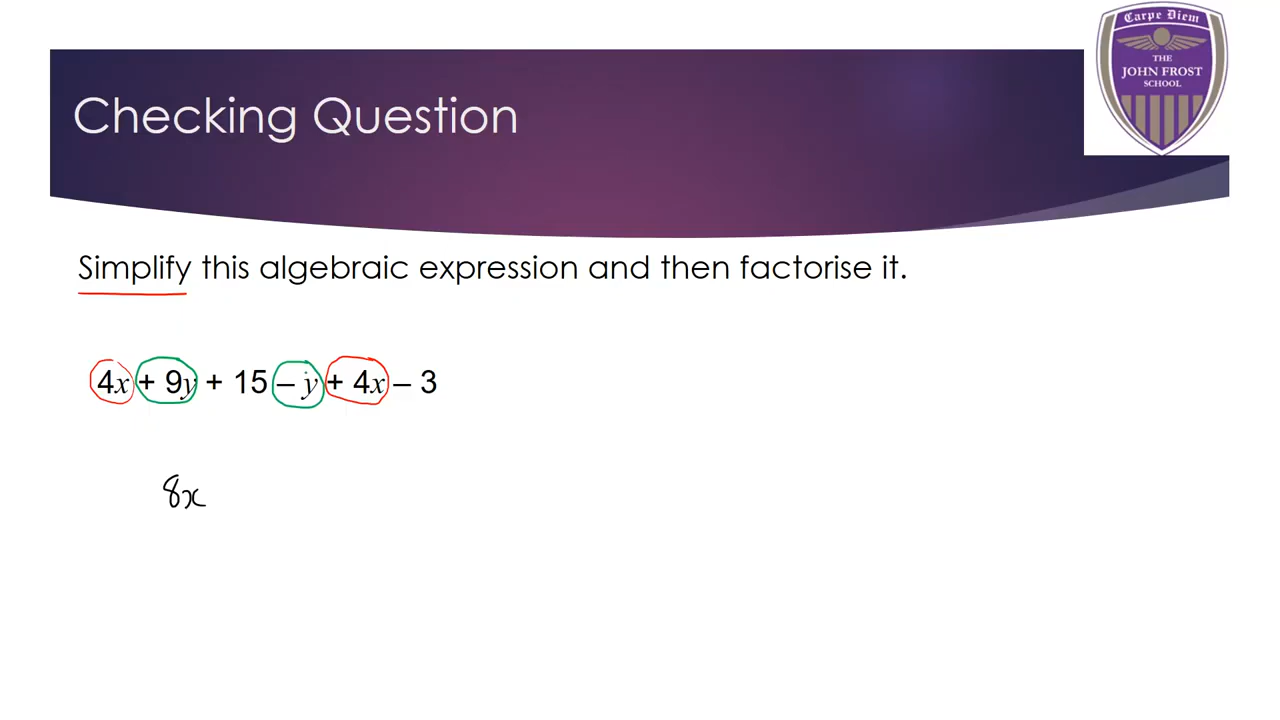 Carpe Diem
THE
JOHN FROST
SCHOOL
Checking Question
Simplify this algebraic expression and then factorise it.
4x + 9y + 15 – y + 4x – 3
8x